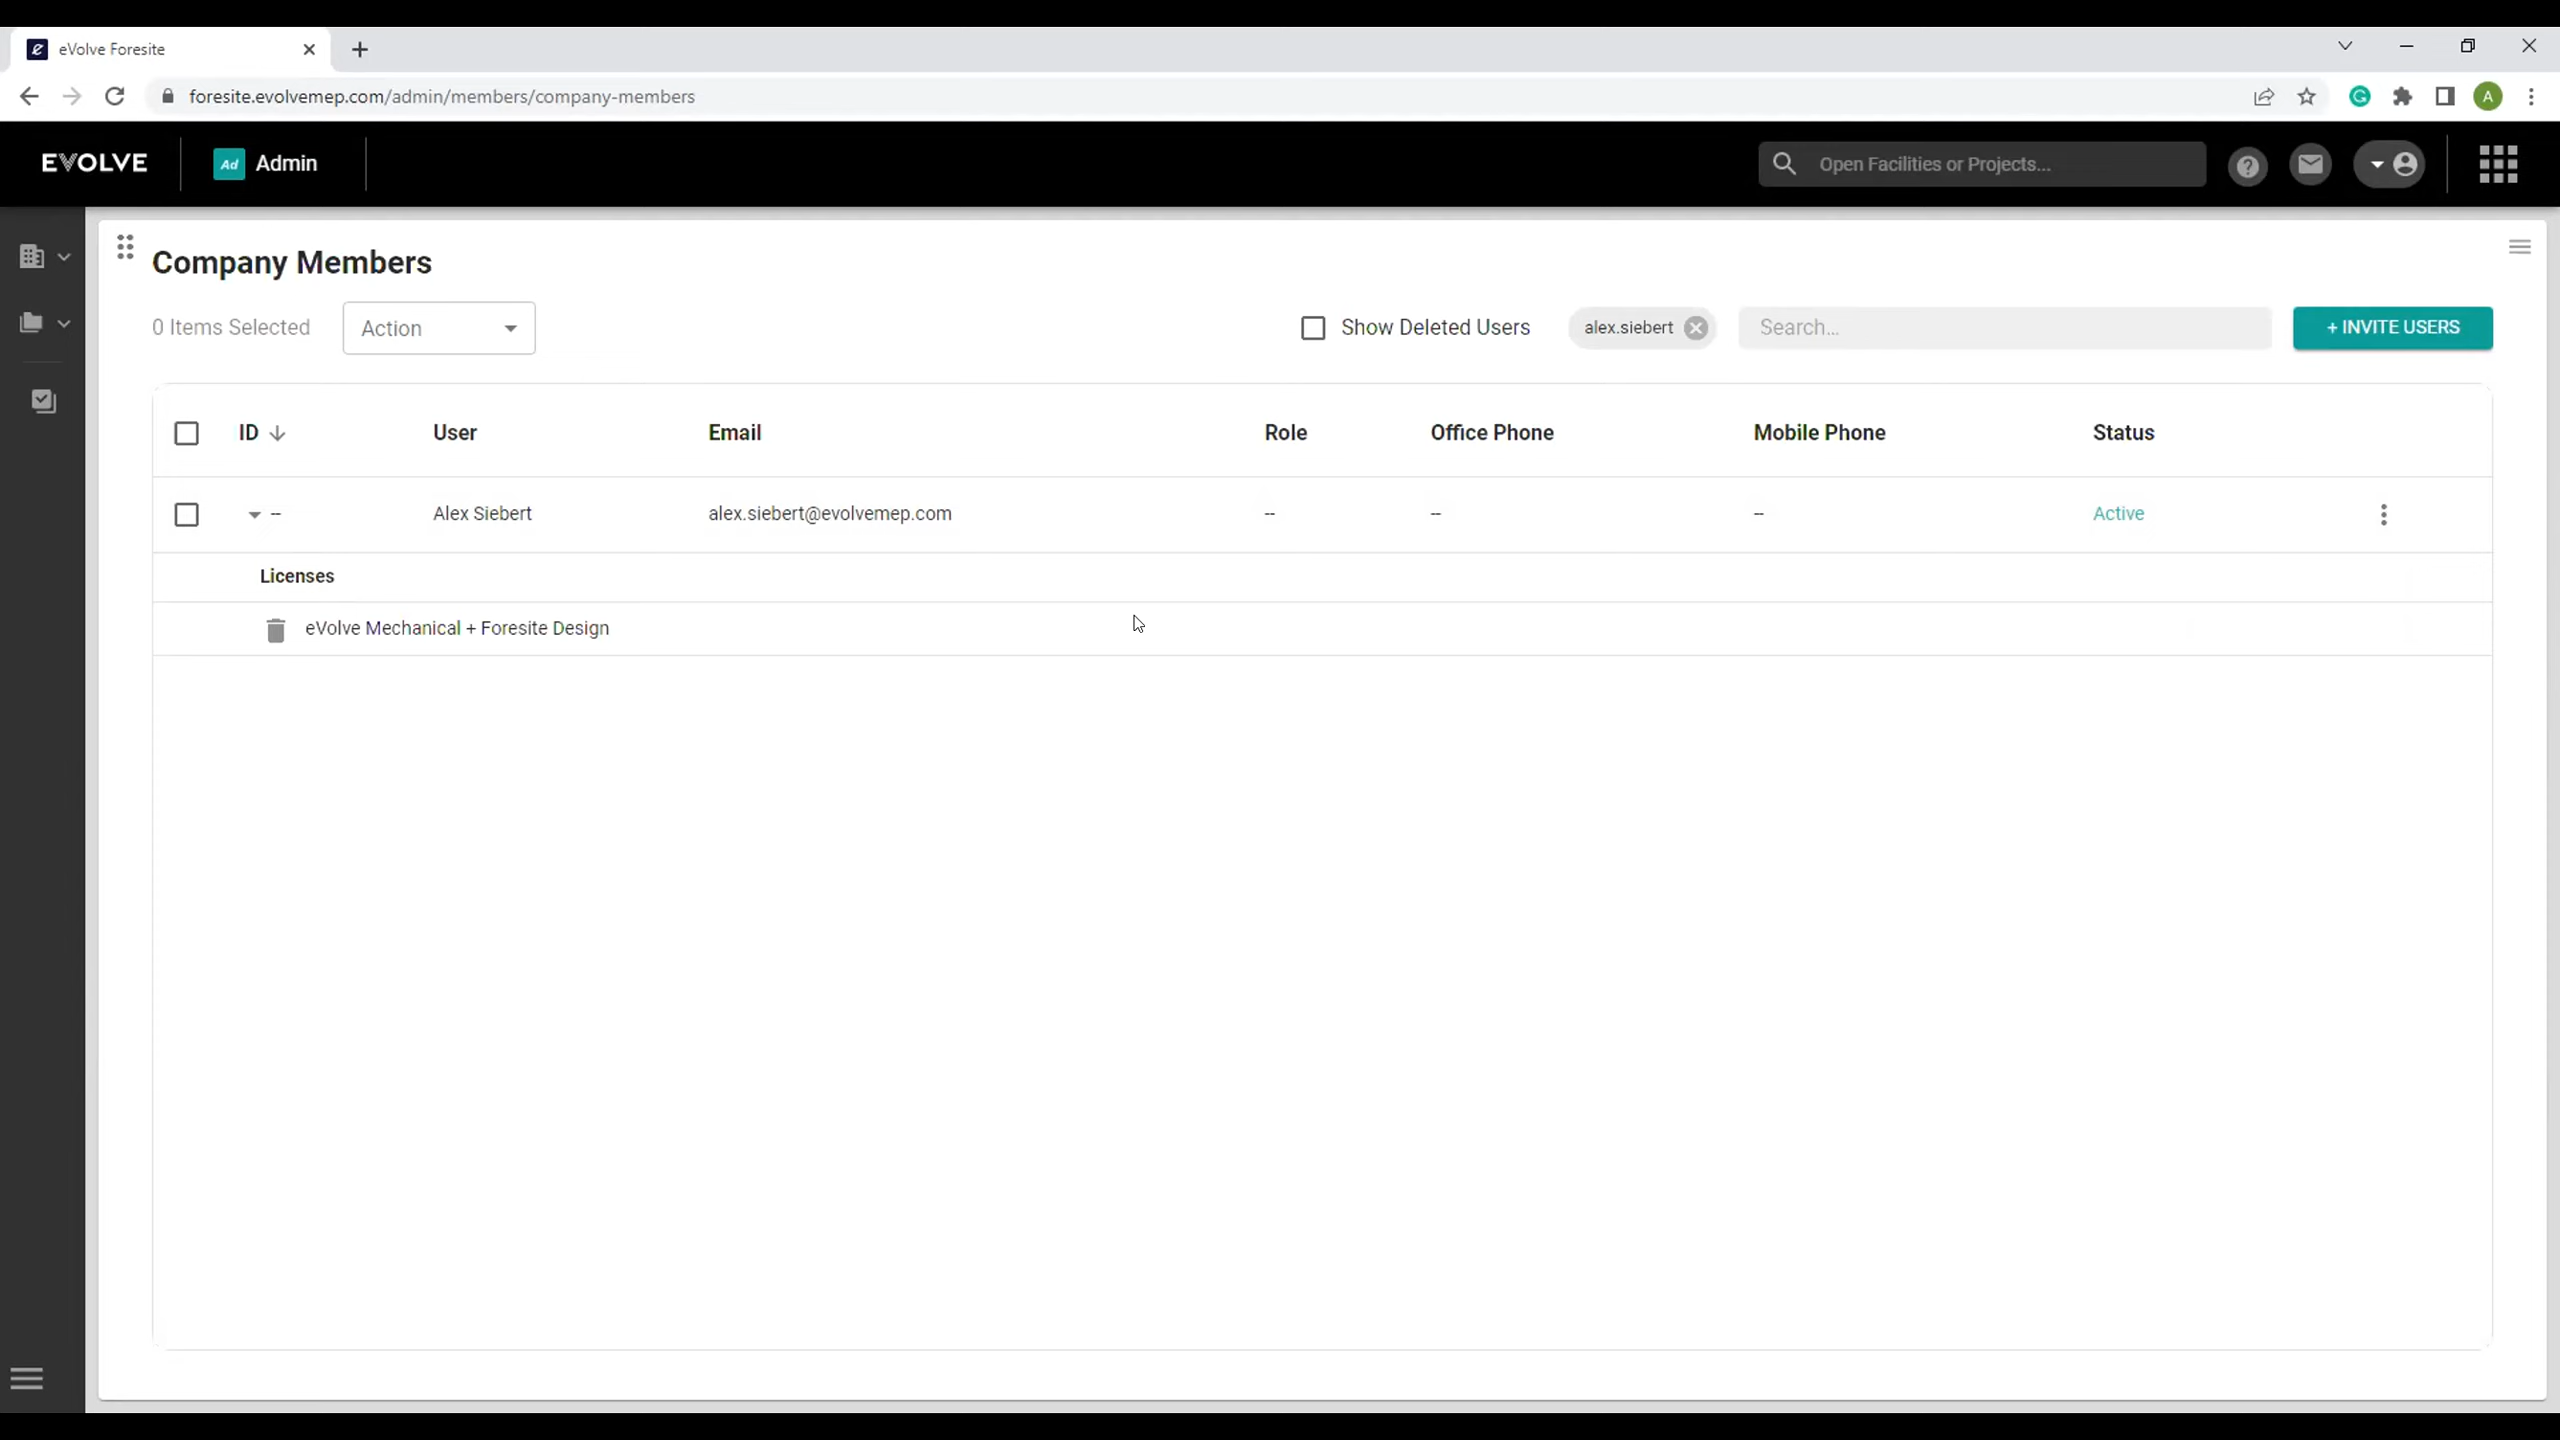 eVolve Foresite
foresite.evolvemep.com/admin/members/company-members
A
EVOLVE
Ad Admin
Open Facilities or Projects...
Company Members
0 Items Selected
Action
Show Deleted Users
alex.siebert
Search...
+ INVITE USERS
ID User Email Role Office Phone Mobile Phone Status
-- Alex Siebert alex.siebert@evolvemep.com -- -- -- Active
Licenses
eVolve Mechanical + Foresite Design